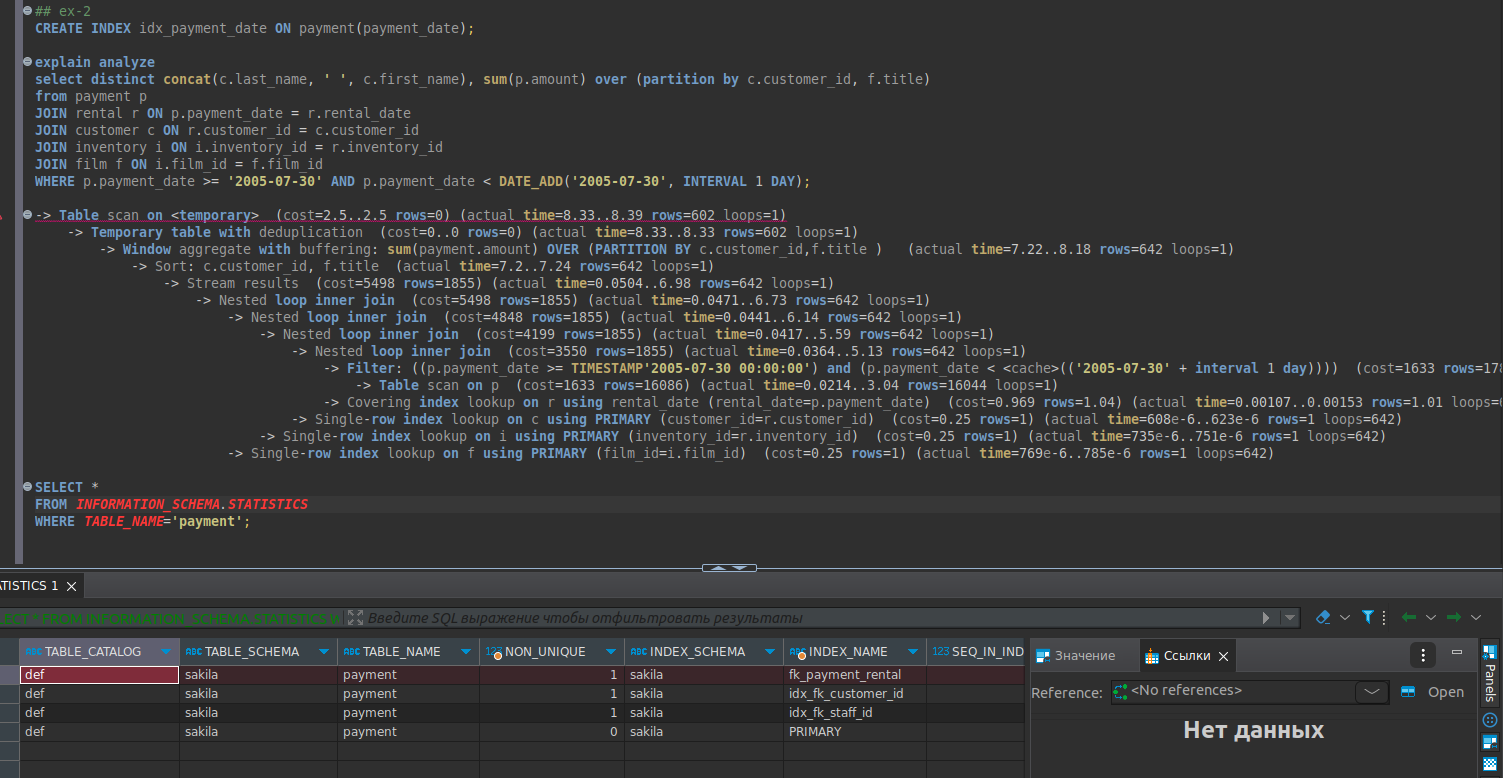 ## ex-2
CREATE INDEX idx_payment_date ON payment(payment_date);
explain analyze
select distinct concat(c.last_name, ' ', c.first_name), sum(p.amount) over (partition by c.customer_id, f.title)
from payment p
JOIN rental r ON p.payment_date = r.rental_date
JOIN customer c ON r.customer_id = c.customer_id
JOIN inventory i ON i.inventory_id = r.inventory_id
JOIN film f ON i.film_id = f.film_id
WHERE p.payment_date >= '2005-07-30' AND p.payment_date < DATE_ADD('2005-07-30', INTERVAL 1 DAY);
-> Table scan on <temporary>  (cost=2.5..2.5 rows=0) (actual time=8.33..8.39 rows=602 loops=1)
-> Temporary table with deduplication  (cost=0..0 rows=0) (actual time=8.33..8.33 rows=602 loops=1)
-> Window aggregate with buffering: sum(payment.amount) OVER (PARTITION BY c.customer_id,f.title )   (actual time=7.22..8.18 rows=642 loops=1)
-> Sort: c.customer_id, f.title  (actual time=7.2..7.24 rows=642 loops=1)
-> Stream results  (cost=5498 rows=1855) (actual time=0.0504..6.98 rows=642 loops=1)
-> Nested loop inner join  (cost=5498 rows=1855) (actual time=0.0471..6.73 rows=642 loops=1)
-> Nested loop inner join  (cost=4848 rows=1855) (actual time=0.0441..6.14 rows=642 loops=1)
-> Nested loop inner join  (cost=4199 rows=1855) (actual time=0.0417..5.59 rows=642 loops=1)
-> Nested loop inner join  (cost=3550 rows=1855) (actual time=0.0364..5.13 rows=642 loops=1)
-> Filter: ((p.payment_date >= TIMESTAMP'2005-07-30 00:00:00') and (p.payment_date < <cache>(('2005-07-30' + interval 1 day))))  (cost=1633 rows=178
-> Table scan on p  (cost=1633 rows=16086) (actual time=0.0214..3.04 rows=16044 loops=1)
-> Covering index lookup on r using rental_date (rental_date=p.payment_date)  (cost=0.969 rows=1.04) (actual time=0.00107..0.00153 rows=1.01 loops=6
-> Single-row index lookup on c using PRIMARY (customer_id=r.customer_id)  (cost=0.25 rows=1) (actual time=608e-6..623e-6 rows=1 loops=642)
-> Single-row index lookup on i using PRIMARY (inventory_id=r.inventory_id)  (cost=0.25 rows=1) (actual time=735e-6..751e-6 rows=1 loops=642)
-> Single-row index lookup on f using PRIMARY (film_id=i.film_id)  (cost=0.25 rows=1) (actual time=769e-6..785e-6 rows=1 loops=642)
SELECT *
FROM INFORMATION_SCHEMA.STATISTICS
WHERE TABLE_NAME='payment';
ATISTICS 1
LECT * FROM INFORMATION_SCHEMA.STATISTICS W Введите SQL выражение чтобы отфильтровать результаты
ABC TABLE_CATALOG ABC TABLE_SCHEMA ABC TABLE_NAME 123 NON_UNIQUE ABC INDEX_SCHEMA ABC INDEX_NAME 123 SEQ_IN_IND
def sakila payment 1 sakila fk_payment_rental
def sakila payment 1 sakila idx_fk_customer_id
def sakila payment 1 sakila idx_fk_staff_id
def sakila payment 0 sakila PRIMARY
Значение Ссылки
Reference: <No references> Open
Нет данных
Panels